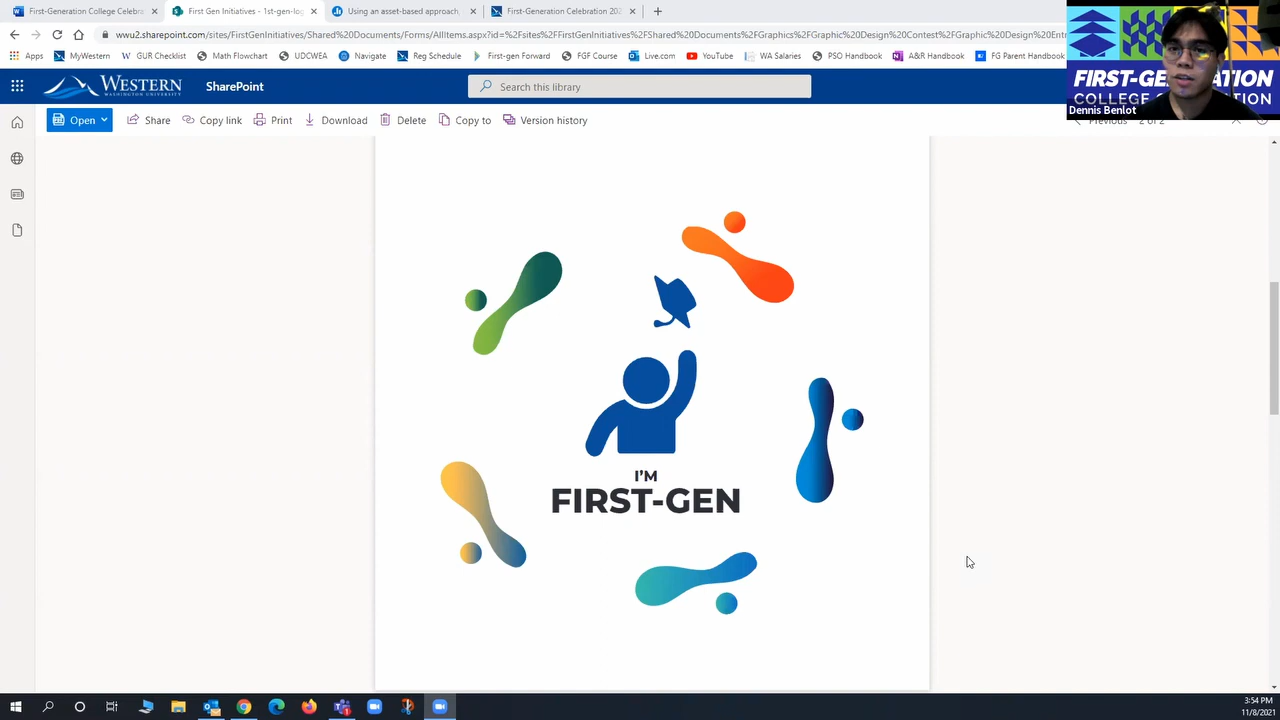 First-Generation College Celebra
First Gen Initiatives - 1st-gen-log
Using an asset-based approach
First-Generation Celebration 202
wwu2.sharepoint.com/sites/FirstGenInitiatives/Shared%20Documents/Forms/AllItems.aspx?id=%2Fsites%2FFirstGenInitiatives%2FShared%20Documents%2FGraphics%2FGraphic%20Design%20Contest%2FGraphic%20Design%20Entr
Apps
MyWestern
GUR Checklist
Math Flowchart
UDCWEA
Navigate
Reg Schedule
First-gen Forward
FGF Course
Live.com
YouTube
WA Salaries
PSO Handbook
A&R Handbook
FG Parent Handbook
WESTERN
WASHINGTON UNIVERSITY
SharePoint
Search this library
FIRST-GENERATION
Dennis Benlot
Open
Share
Copy link
Print
Download
Delete
Copy to
Version history
Previous
2 of 2
I'M
FIRST-GEN
3:54 PM
11/8/2021